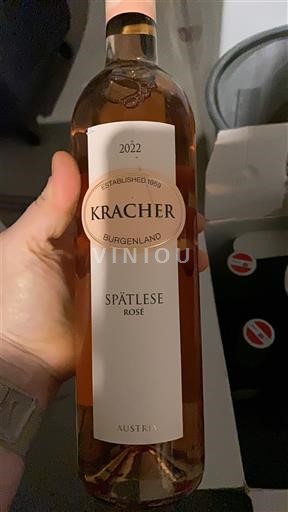 2022
ESTABLISHED 1959
KRACHER
BURGENLAND
VINIOU
SPÄTLESE
ROSÉ
AUSTRIA